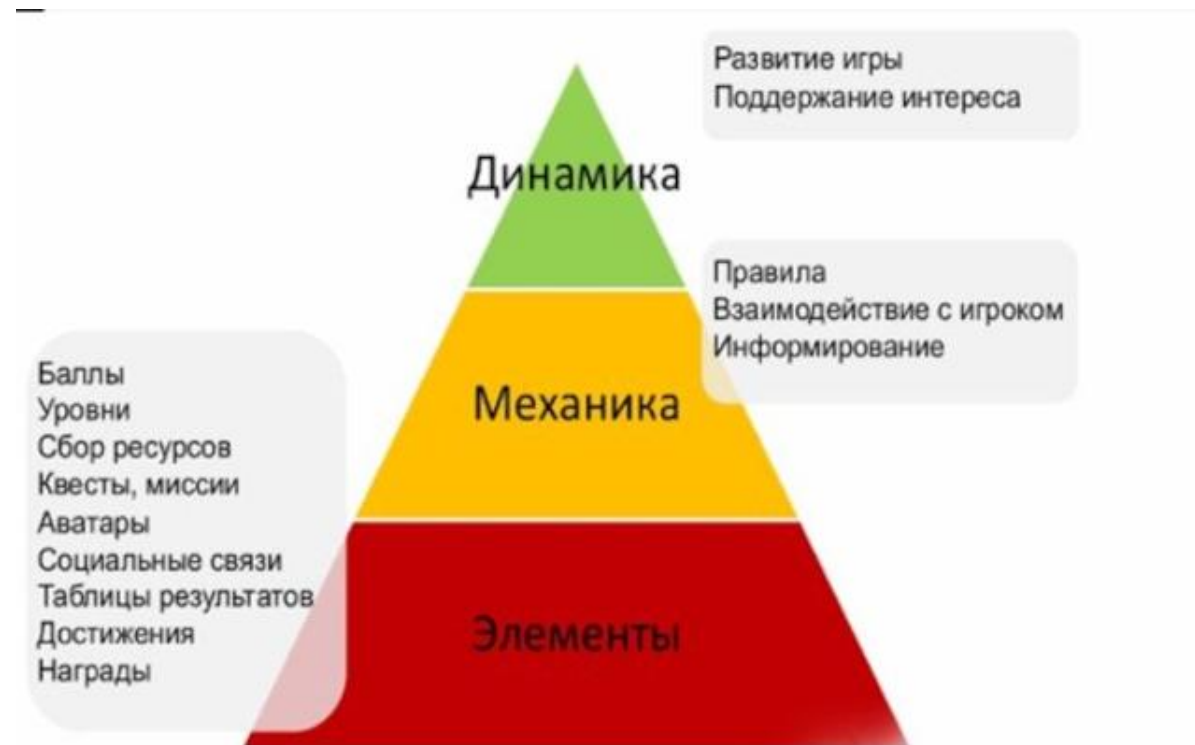 Развитие игры
Поддержание интереса
Динамика
Правила
Взаимодействие с игроком
Информирование
Механика
Баллы
Уровни
Сбор ресурсов
Квесты, миссии
Аватары
Социальные связи
Таблицы результатов
Достижения
Награды
Элементы